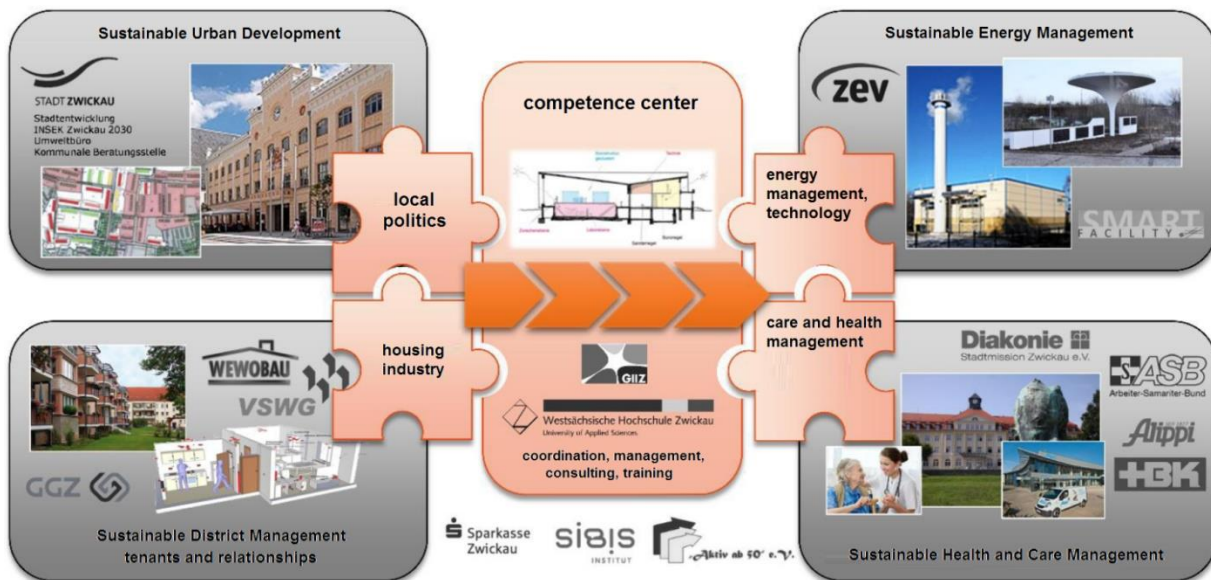 Sustainable Urban Development
STADT ZWICKAU
Stadtentwicklung
INSEK Zwickau 2030
Umweltbüro
Kommunale Beratungsstelle
local
politics
competence center
Sustainable Energy Management
zev
energy
management,
technology
SMART
FACILITY
housing
industry
WEWOBAU
VSWG
GGZ
Sustainable District Management
tenants and relationships
GIIZ
Westsächsische Hochschule Zwickau
University of Applied Sciences
coordination, management,
consulting, training
care and health
management
Diakonie
Stadtmission Zwickau e.V.
ASB
Arbeiter-Samariter-Bund
Alippi
HBK
Sustainable Health and Care Management
Sparkasse
Zwickau
SiBiS
INSTITUT
„Aktiv ab 50“ e.V.